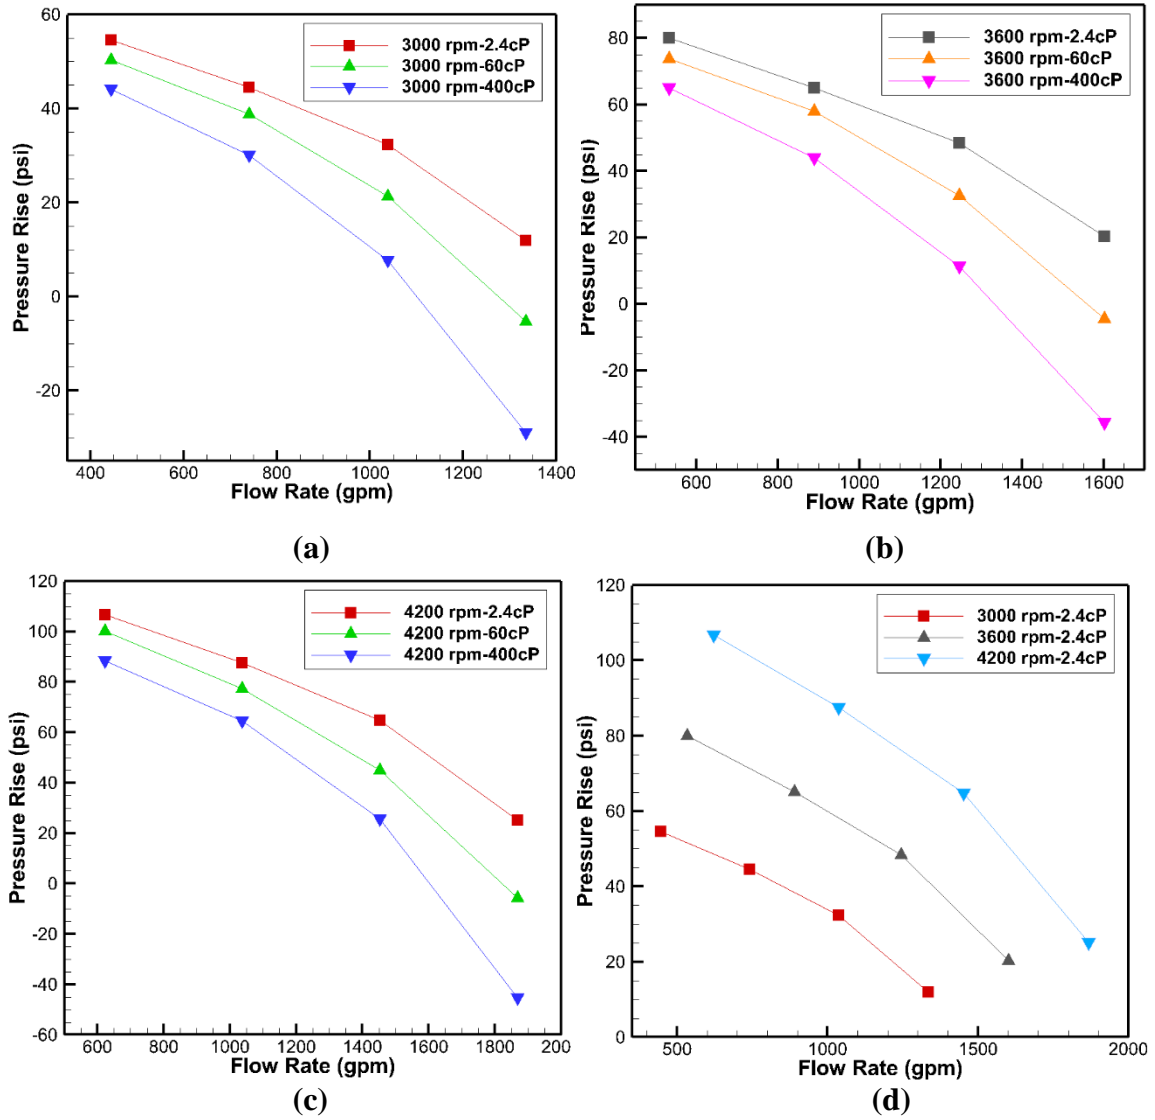 60
40
20
0
-20
3000 rpm-2.4cP
3000 rpm-60cP
3000 rpm-400cP
Pressure Rise (psi)
400 600 800 1000 1200 1400
Flow Rate (gpm)
(a)
80
60
40
20
0
-20
-40
3600 rpm-2.4cP
3600 rpm-60cP
3600 rpm-400cP
Pressure Rise (psi)
600 800 1000 1200 1400 1600
Flow Rate (gpm)
(b)
120
100
80
60
40
20
0
-20
-40
-60
4200 rpm-2.4cP
4200 rpm-60cP
4200 rpm-400cP
Pressure Rise (psi)
600 800 1000 1200 1400 1600 1800 200
Flow Rate (gpm)
(c)
120
100
80
60
40
20
0
3000 rpm-2.4cP
3600 rpm-2.4cP
4200 rpm-2.4cP
Pressure Rise (psi)
500 1000 1500 2000
Flow Rate (gpm)
(d)